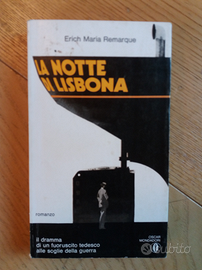 Erich Maria Remarque
LA NOTTE
DI LISBONA
romanzo
il dramma
di un fuoruscito tedesco
alle soglie della guerra
OSCAR
MONDADORI
subito